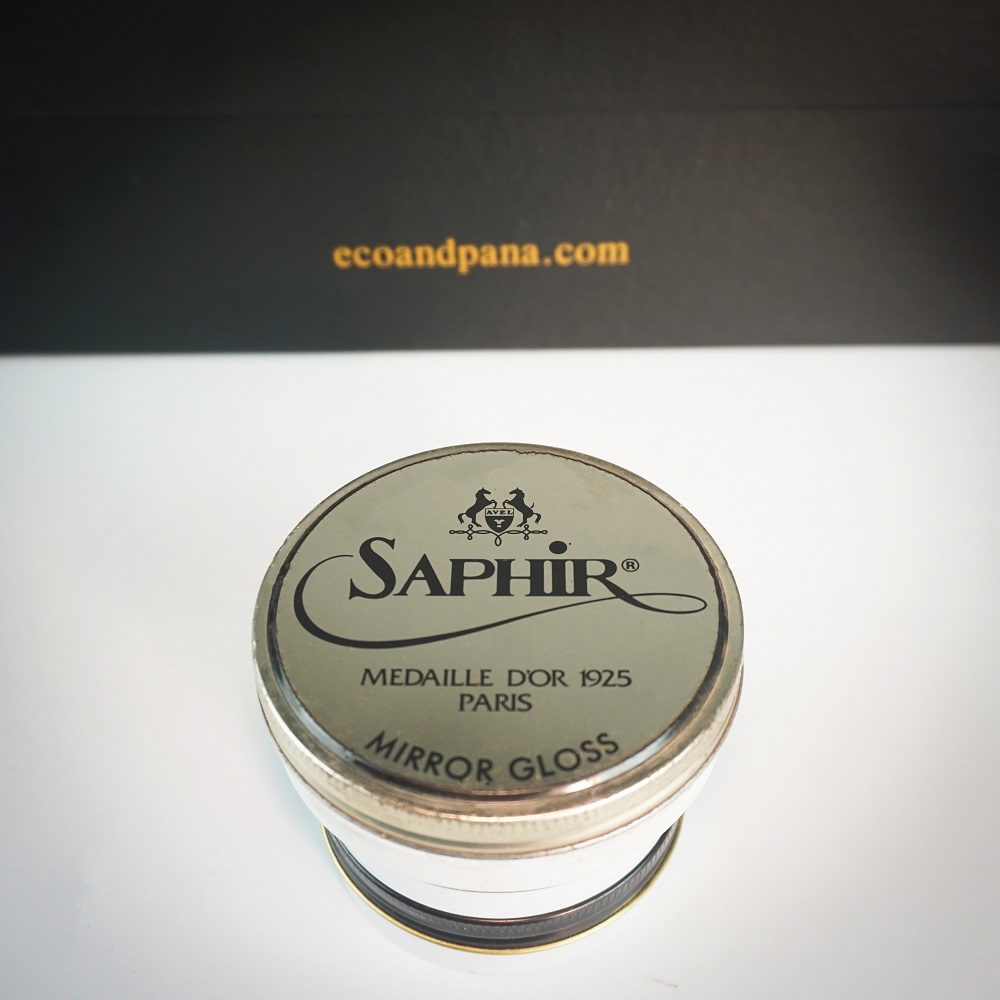 ecoandpana.com
AVEL
SAPHIR®
MEDAILLE D'OR 1925
PARIS
MIRROR GLOSS